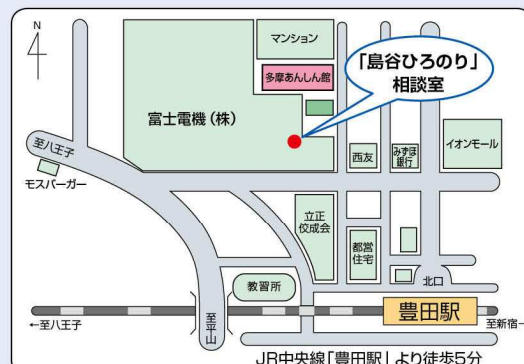 N
マンション
多摩あんしん館
「島谷ひろのり」
相談室
富士電機(株)
至八王子
モスバーガー
西友
みずほ
銀行
イオンモール
立正
佼成会
都営
住宅
教習所
北口
豊田駅
←至八王子
至平山
至新宿→
JR中央線「豊田駅」より徒歩5分